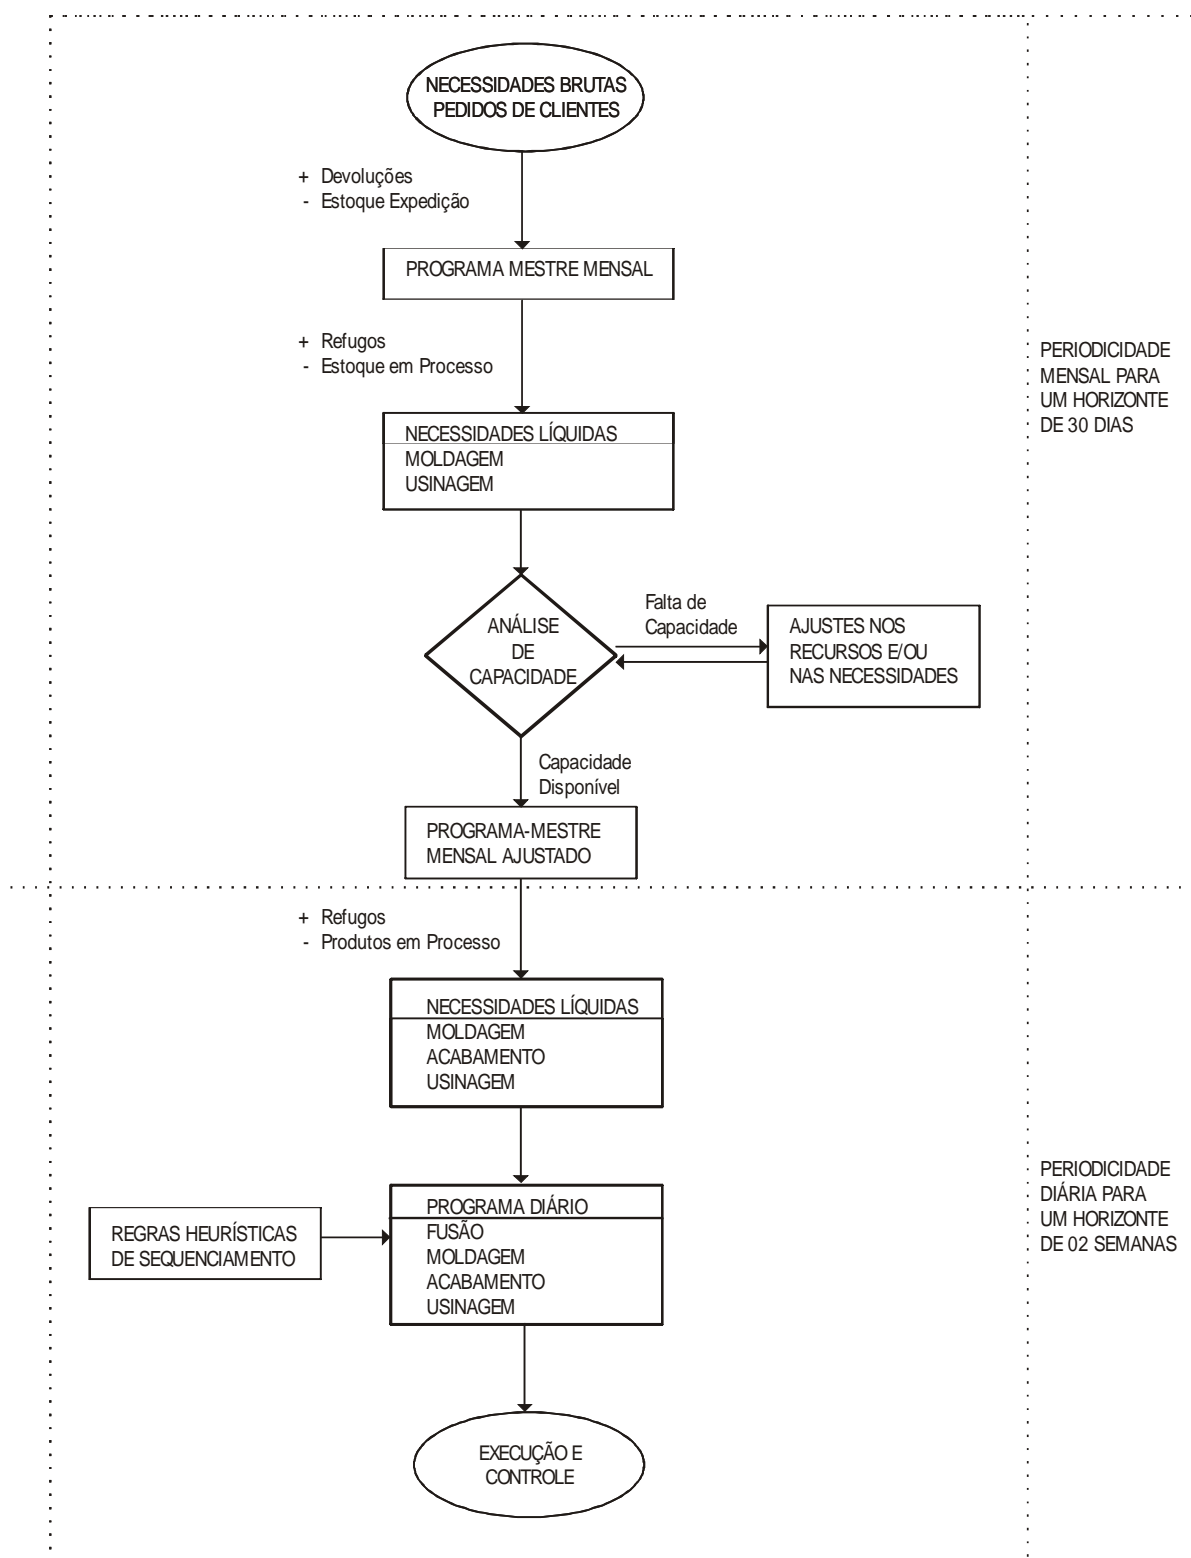 NECESSIDADES BRUTAS
PEDIDOS DE CLIENTES
+ Devoluções
- Estoque Expedição
PROGRAMA MESTRE MENSAL
+ Refugos
- Estoque em Processo
NECESSIDADES LÍQUIDAS
MOLDAGEM
USINAGEM
PERIODICIDADE
MENSAL PARA
UM HORIZONTE
DE 30 DIAS
ANÁLISE
DE
CAPACIDADE
Falta de
Capacidade
AJUSTES NOS
RECURSOS E/OU
NAS NECESSIDADES
Capacidade
Disponível
PROGRAMA-MESTRE
MENSAL AJUSTADO
+ Refugos
- Produtos em Processo
NECESSIDADES LÍQUIDAS
MOLDAGEM
ACABAMENTO
USINAGEM
REGRAS HEURÍSTICAS
DE SEQUENCIAMENTO
PROGRAMA DIÁRIO
FUSÃO
MOLDAGEM
ACABAMENTO
USINAGEM
PERIODICIDADE
DIÁRIA PARA
UM HORIZONTE
DE 02 SEMANAS
EXECUÇÃO E
CONTROLE